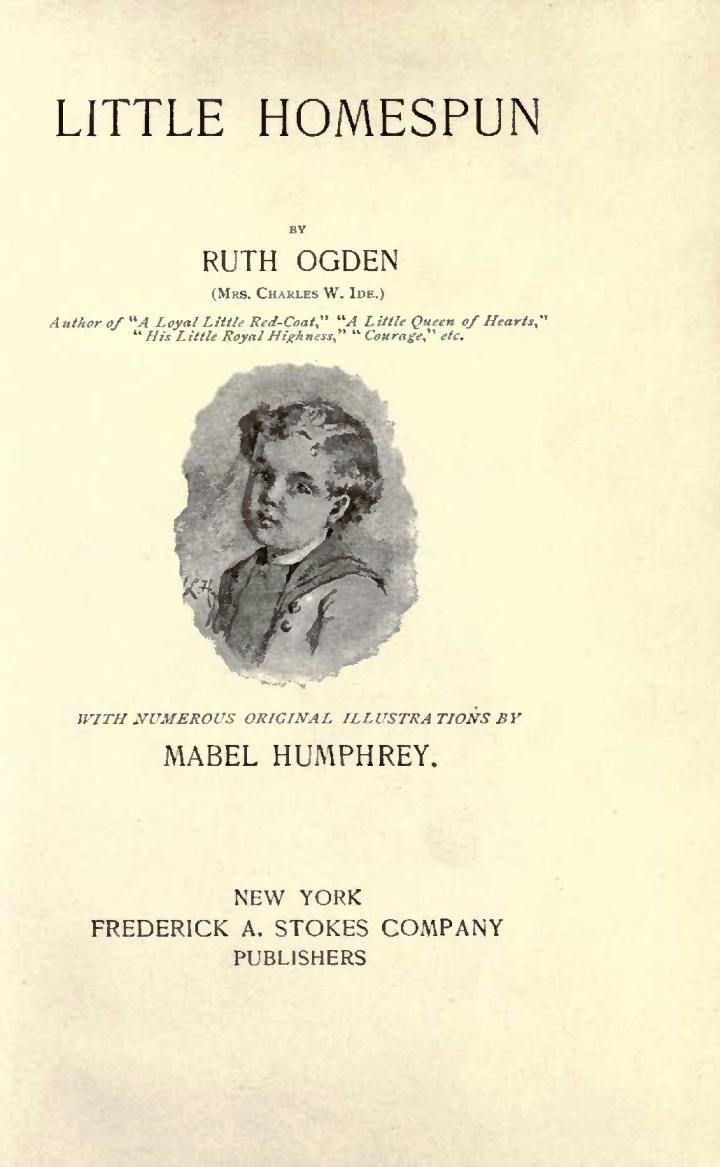 LITTLE HOMESPUN
BY
RUTH OGDEN
(MRS. CHARLES W. IDE.)
Author of "A Loyal Little Red-Coat," "A Little Queen of Hearts,"
"His Little Royal Highness," "Courage," etc.
WITH NUMEROUS ORIGINAL ILLUSTRATIONS BY
MABEL HUMPHREY.
NEW YORK
FREDERICK A. STOKES COMPANY
PUBLISHERS